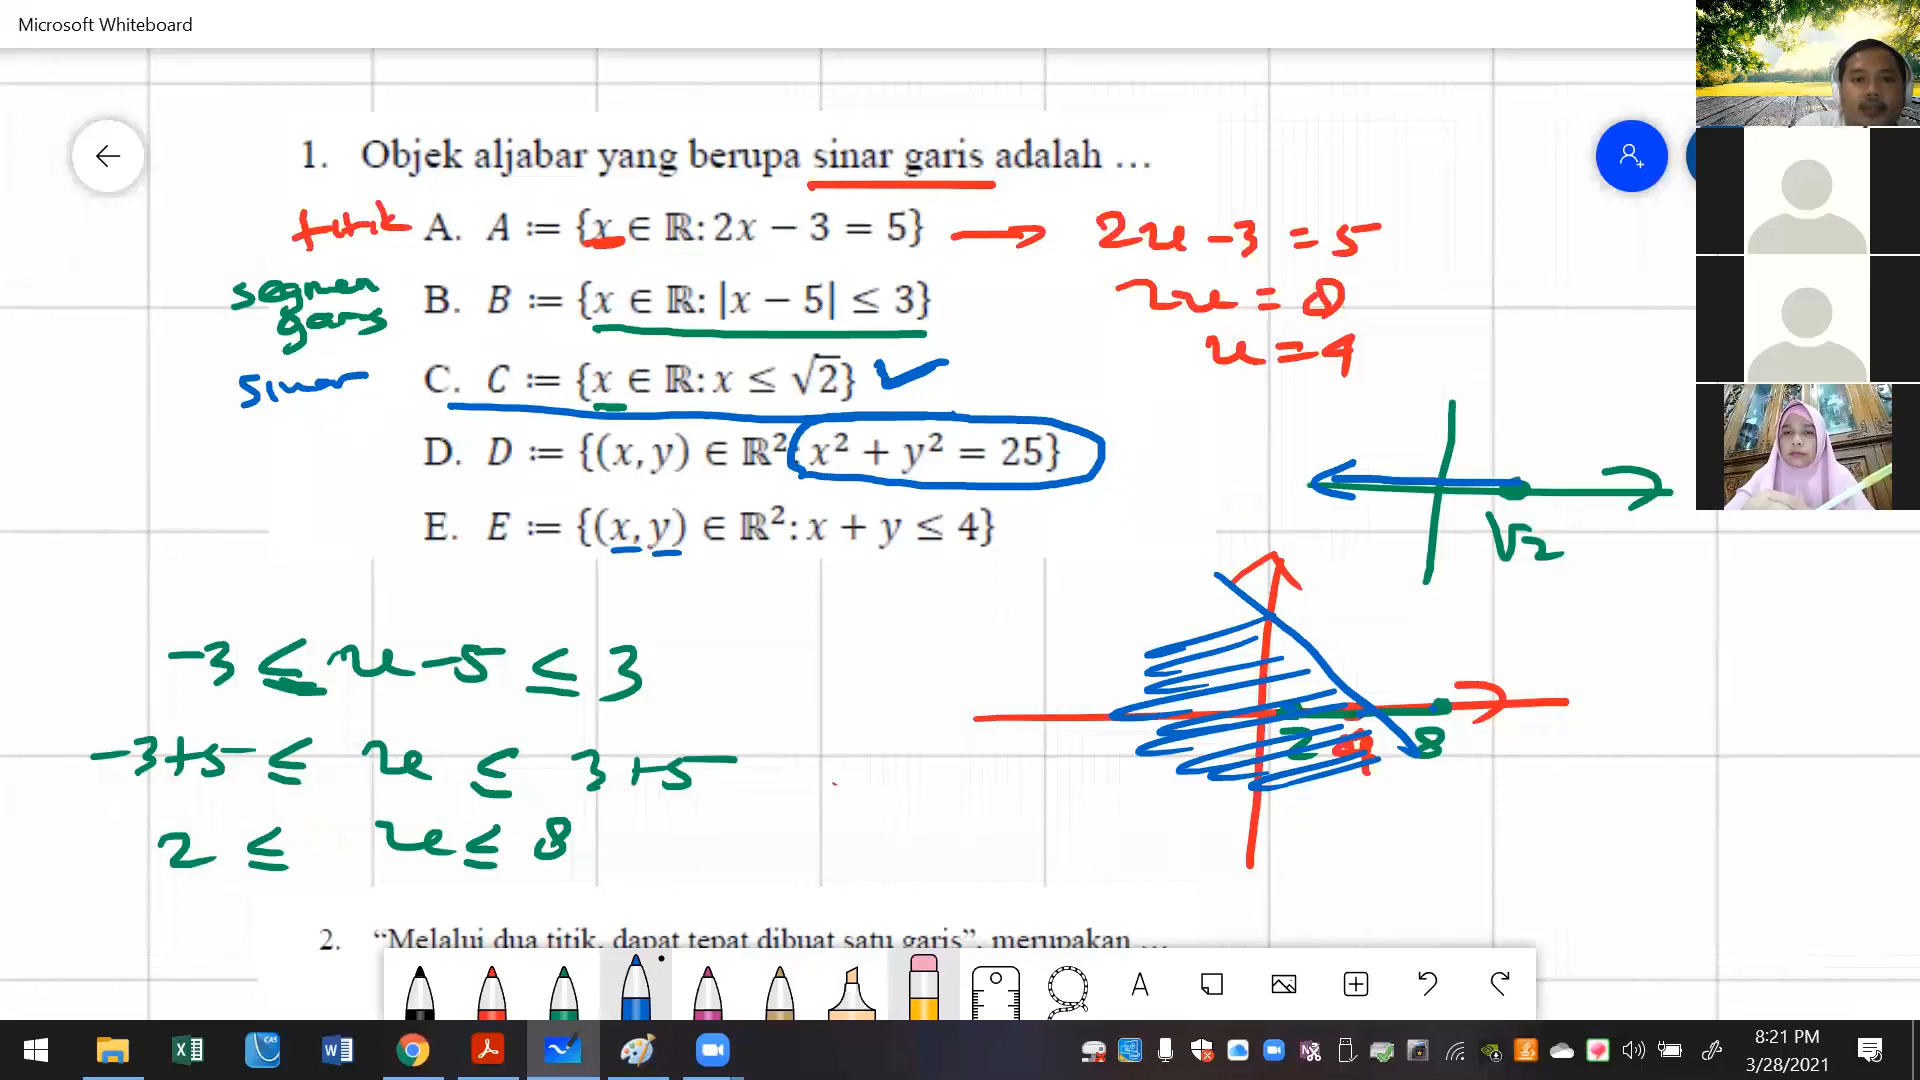 Microsoft Whiteboard
1. Objek aljabar yang berupa sinar garis adalah …
titik A. A := {x ∈ ℝ: 2x − 3 = 5} → 2x - 3 = 5
2x = 8
x = 4
segmen garis B. B := {x ∈ ℝ: |x − 5| ≤ 3}
sinar C. C := {x ∈ ℝ: x ≤ √2} ✓
D. D := {(x, y) ∈ ℝ² x² + y² = 25}
E. E := {(x, y) ∈ ℝ²: x + y ≤ 4}
√2
-3 ≤ x - 5 ≤ 3
-3+5 ≤ x ≤ 3+5
2 ≤ x ≤ 8
2 4 8
2. “Melalui dua titik, dapat tepat dibuat satu garis”, merupakan …
A
CAS
8:21 PM
3/28/2021